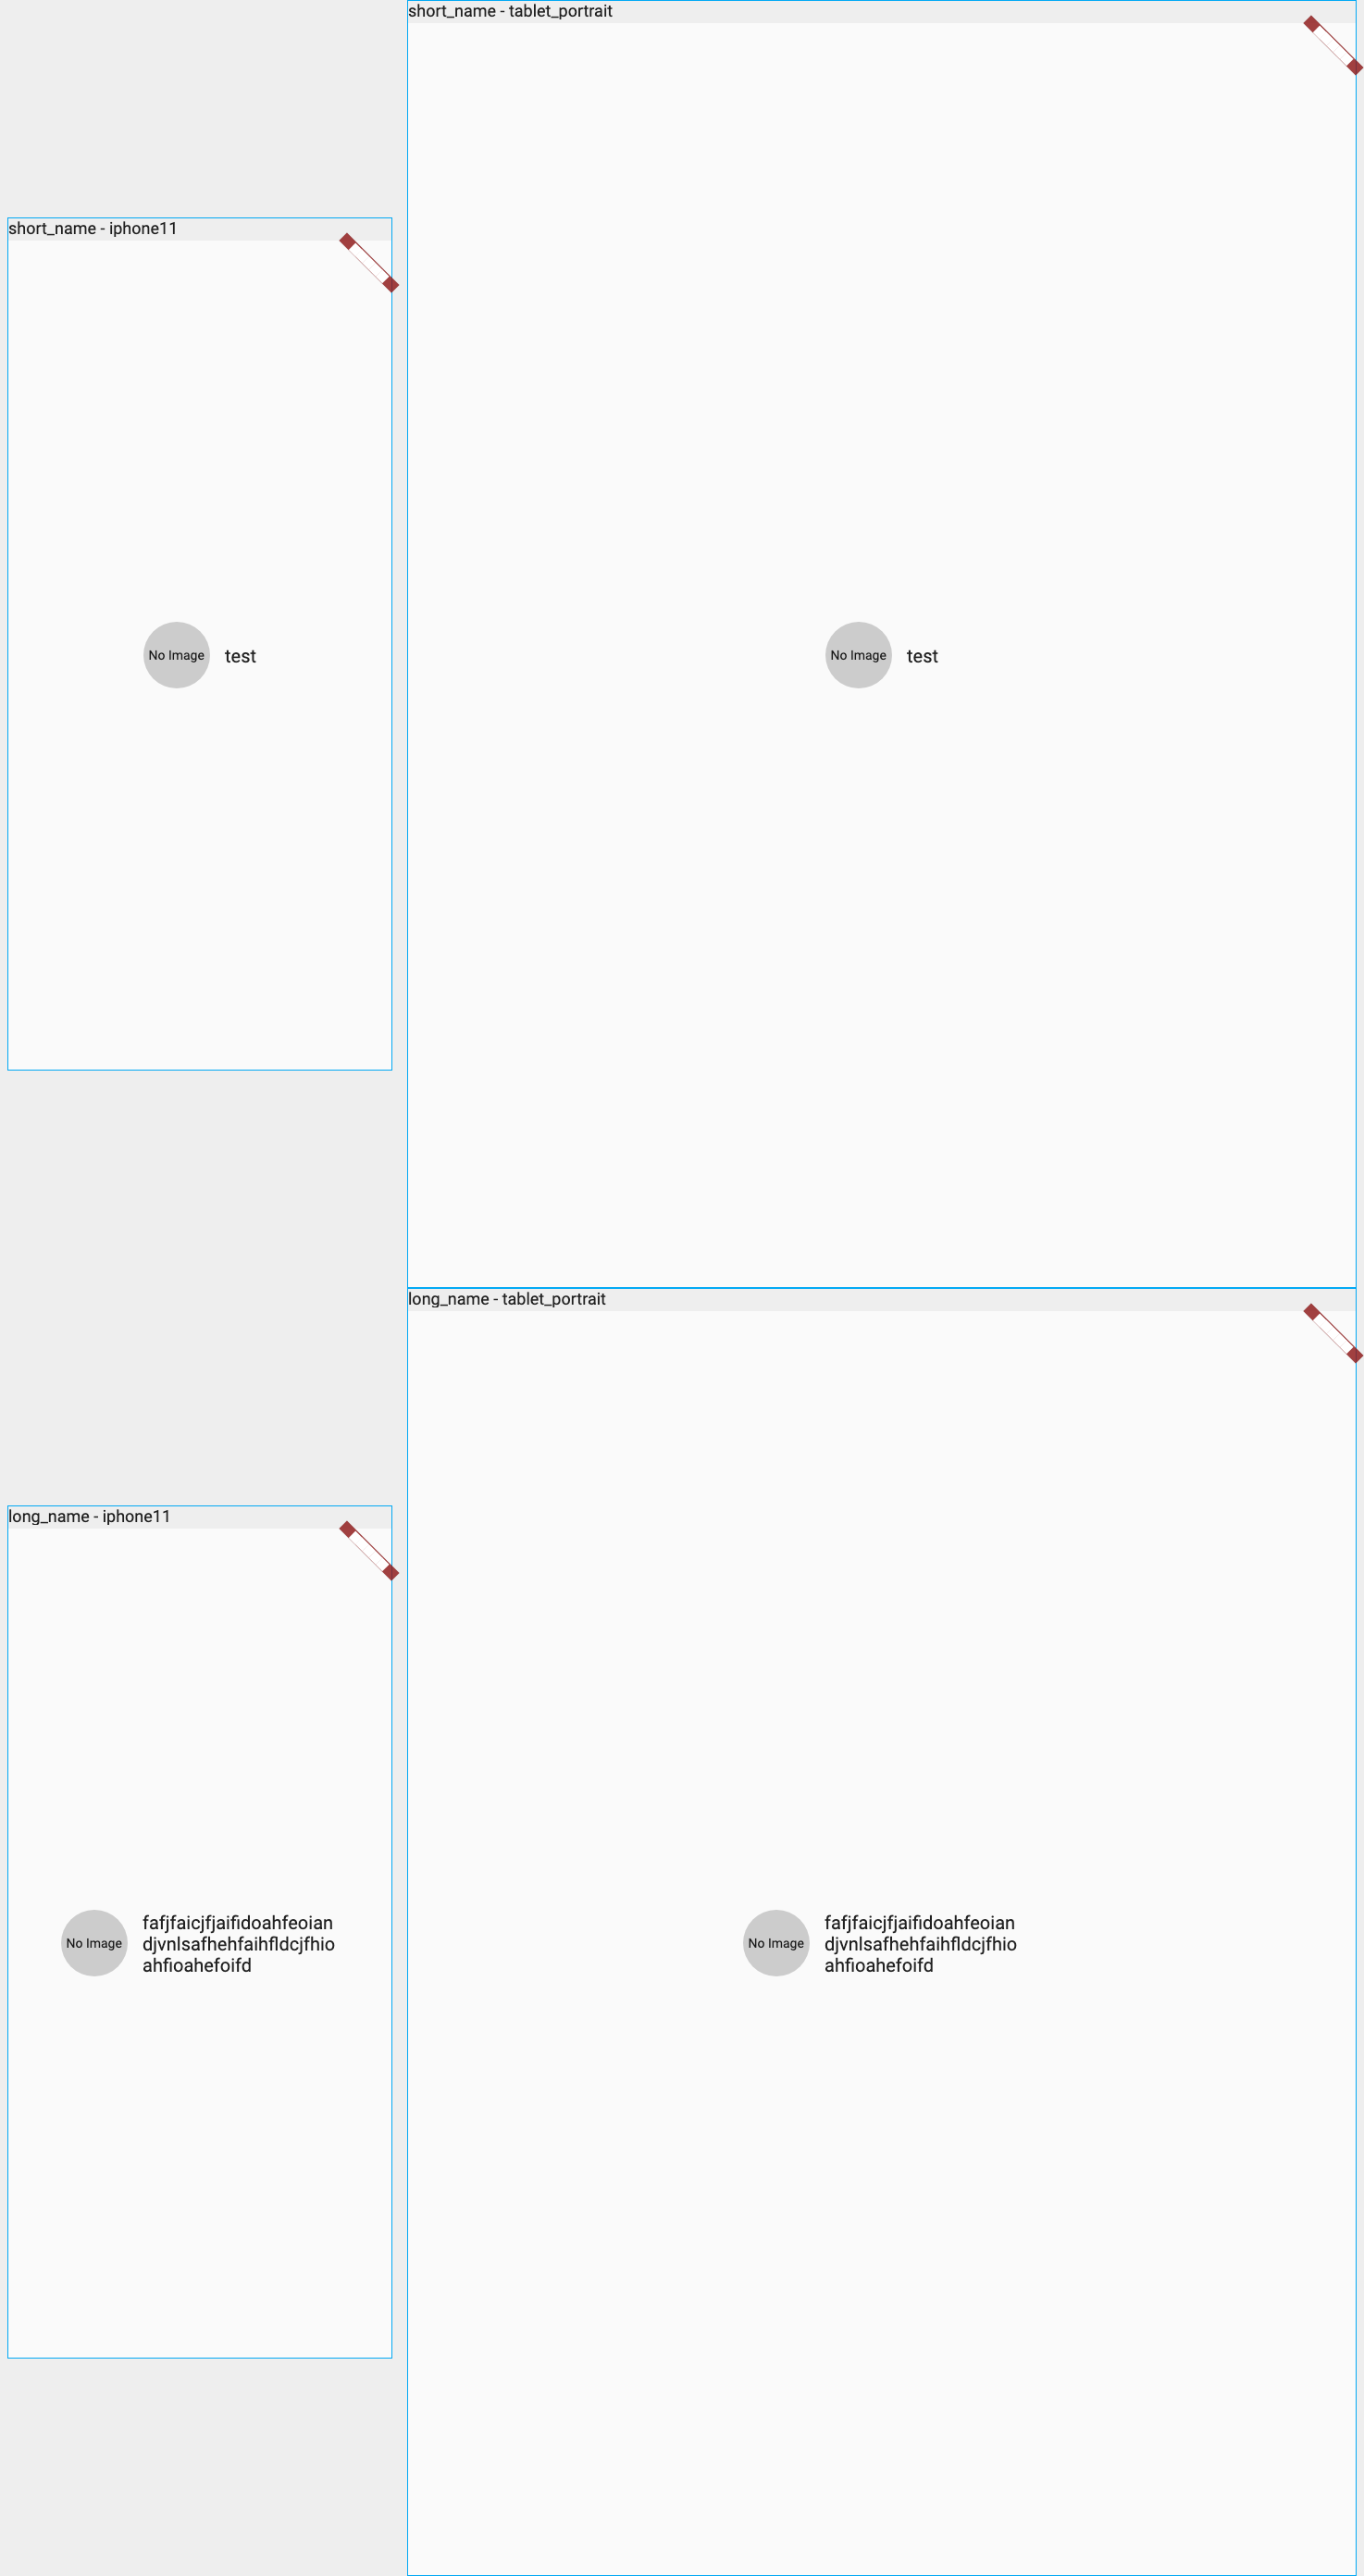 short_name - tablet_portrait
short_name - iphone11
No Image
test
No Image
test
long_name - tablet_portrait
long_name - iphone11
No Image
fafjfaicjfjaifidoahfeoian
djvnlsafhehfaihfldcjfhio
ahfioahefoifd
No Image
fafjfaicjfjaifidoahfeoian
djvnlsafhehfaihfldcjfhio
ahfioahefoifd